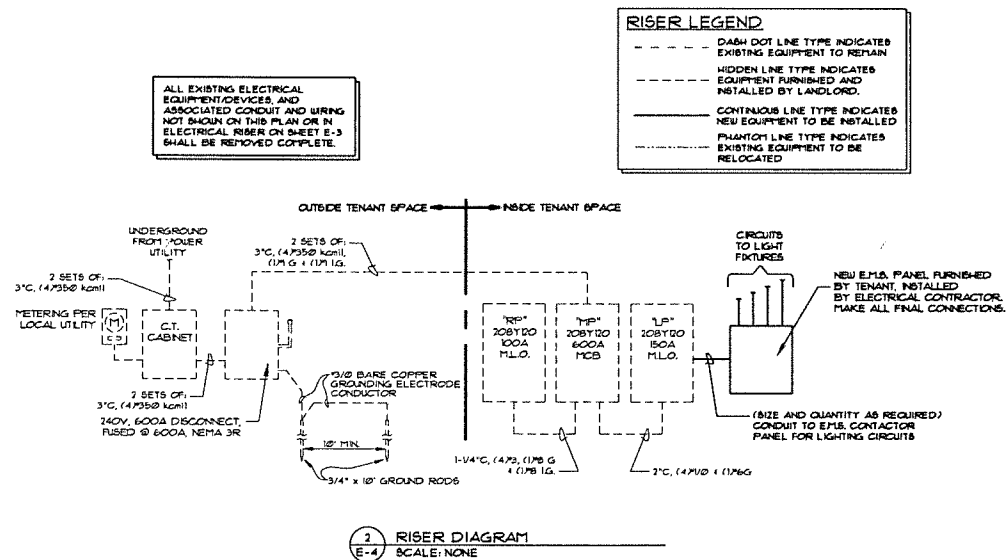 RISER LEGEND
DASH DOT LINE TYPE INDICATES
EXISTING EQUIPMENT TO REMAIN
HIDDEN LINE TYPE INDICATES
EQUIPMENT FURNISHED AND
INSTALLED BY LANDLORD.
CONTINUOUS LINE TYPE INDICATES
NEW EQUIPMENT TO BE INSTALLED
PHANTOM LINE TYPE INDICATES
EXISTING EQUIPMENT TO BE
RELOCATED
ALL EXISTING ELECTRICAL
EQUIPMENT/DEVICES, AND
ASSOCIATED CONDUIT AND WIRING
NOT SHOWN ON THIS PLAN OR IN
ELECTRICAL RISER ON SHEET E-3
SHALL BE REMOVED COMPLETE.
OUTSIDE TENANT SPACE
INSIDE TENANT SPACE
UNDERGROUND
FROM POWER
UTILITY
2 SETS OF:
3"C, (4)#350 kcmil
METERING PER
LOCAL UTILITY
M
C.T.
CABINET
2 SETS OF:
3"C, (4)#350 kcmil
240V, 600A DISCONNECT,
FUSED @ 600A, NEMA 3R
2 SETS OF:
3"C, (4)#350 kcmil,
(1)#1 G & (1)#1 I.G.
#3/0 BARE COPPER
GROUNDING ELECTRODE
CONDUCTOR
10' MIN.
3/4" x 10' GROUND RODS
"RP"
208Y120
100A
M.L.O.
"MP"
208Y120
600A
MCB
"LP"
208Y120
150A
M.L.O.
1-1/4"C, (4)#3, (1)#8 G
& (1)#8 I.G.
2"C, (4)#1/0 & (1)#6G
CIRCUITS
TO LIGHT
FIXTURES
NEW E.M.S. PANEL FURNISHED
BY TENANT, INSTALLED
BY ELECTRICAL CONTRACTOR.
MAKE ALL FINAL CONNECTIONS.
(SIZE AND QUANTITY AS REQUIRED)
CONDUIT TO E.M.S. CONTACTOR
PANEL FOR LIGHTING CIRCUITS
2
E-4
RISER DIAGRAM
SCALE: NONE